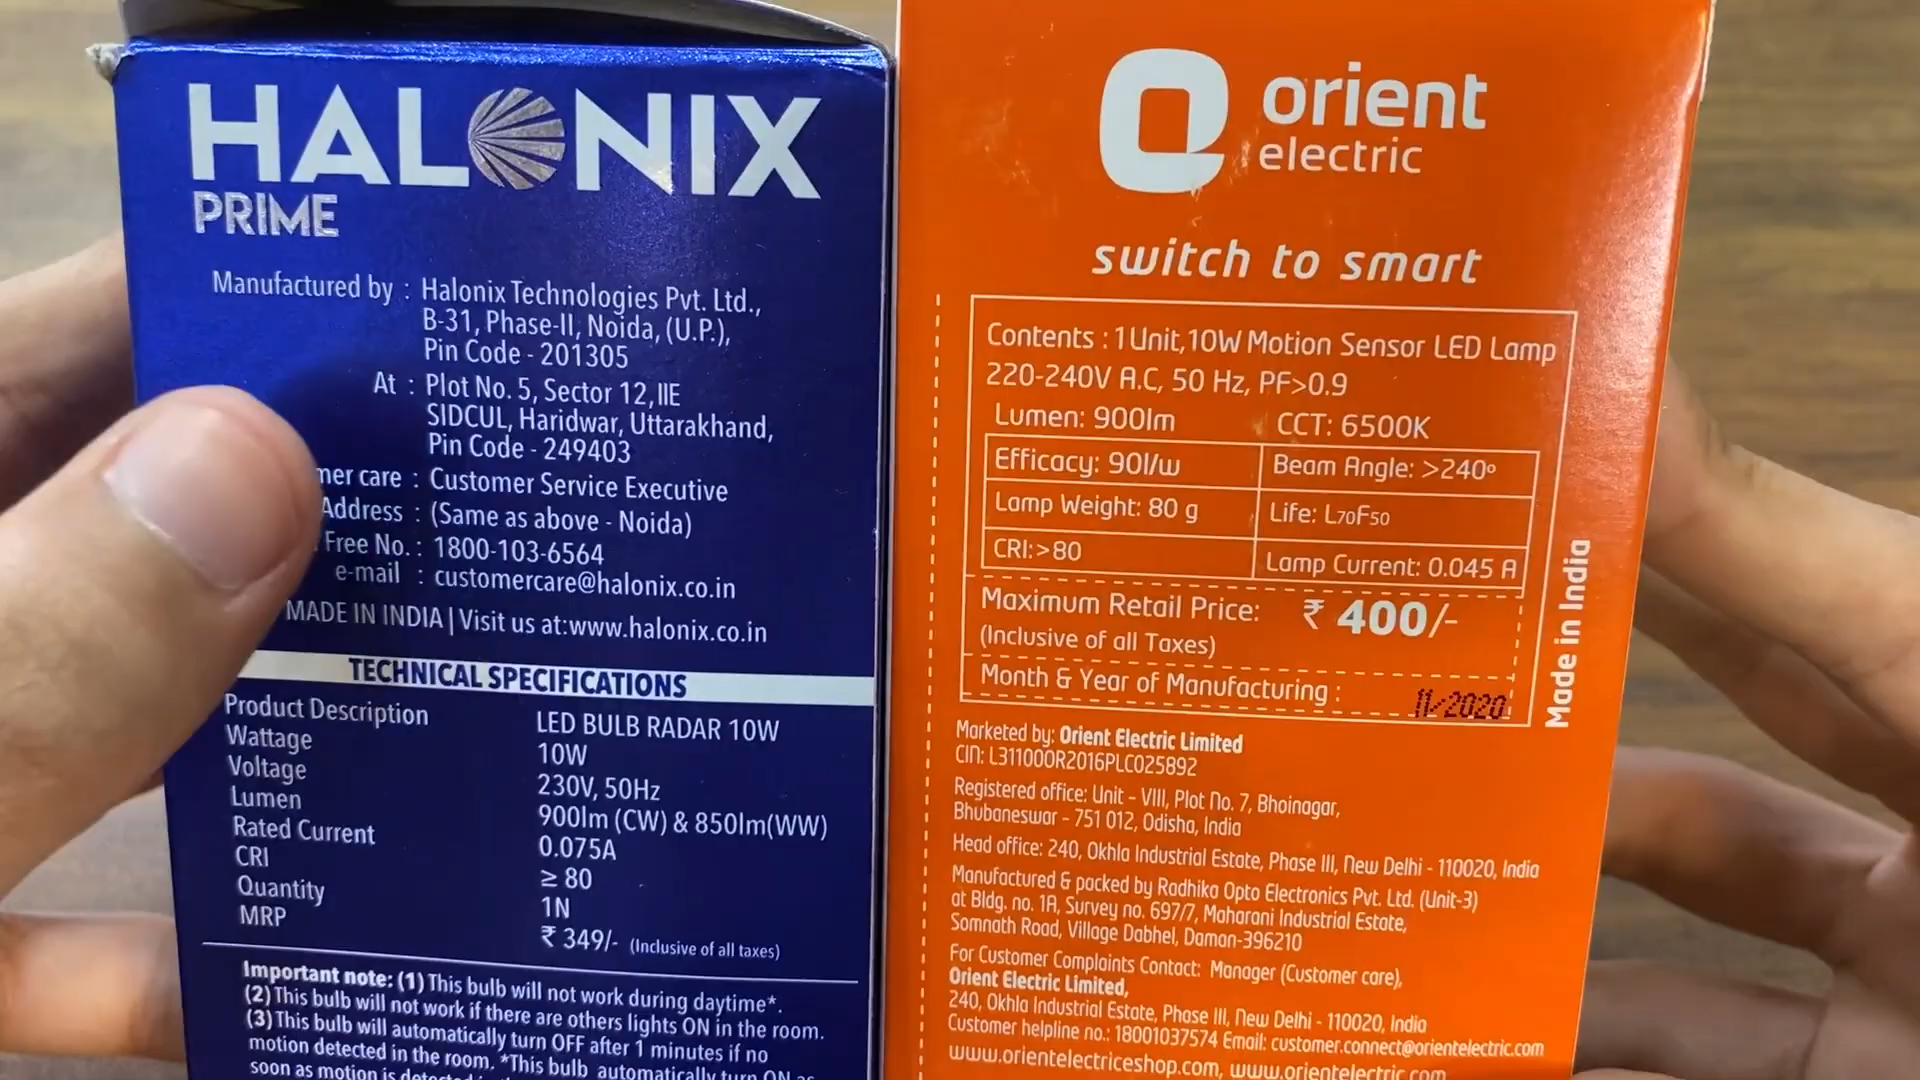 HALONIX
PRIME
Manufactured by : Halonix Technologies Pvt. Ltd.,
B-31, Phase-II, Noida, (U.P.),
Pin Code - 201305
At : Plot No. 5, Sector 12, IIE
SIDCUL, Haridwar, Uttarakhand,
Pin Code - 249403
care : Customer Service Executive
Address : (Same as above - Noida)
Free No. : 1800-103-6564
e-mail : customercare@halonix.co.in
MADE IN INDIA | Visit us at:www.halonix.co.in
TECHNICAL SPECIFICATIONS
Product Description LED BULB RADAR 10W
Wattage 10W
Voltage 230V, 50Hz
Lumen 900lm (CW) & 850lm(WW)
Rated Current 0.075A
CRI ≥ 80
Quantity 1N
MRP ₹ 349/- (Inclusive of all taxes)
Important note: (1) This bulb will not work during daytime*.
(2) This bulb will not work if there are others lights ON in the room.
(3) This bulb will automatically turn OFF after 1 minutes if no
motion detected in the room. *This bulb automatically turn ON as
soon as motion is
orient
electric
switch to smart
Contents : 1 Unit, 10W Motion Sensor LED Lamp
220-240V A.C, 50 Hz, PF>0.9
Lumen: 900lm CCT: 6500K
Efficacy: 90l/w Beam Angle: >240º
Lamp Weight: 80 g Life: L70F50
CRI:>80 Lamp Current: 0.045 A
Maximum Retail Price: ₹ 400/-
(Inclusive of all Taxes)
Month & Year of Manufacturing : 11/2020
Made in India
Marketed by: Orient Electric Limited
CIN: L311000R2016PLC025892
Registered office: Unit - VIII, Plot No. 7, Bhoinagar,
Bhubaneswar - 751 012, Odisha, India
Head office: 240, Okhla Industrial Estate, Phase III, New Delhi - 110020, India
Manufactured & packed by Radhika Opto Electronics Pvt. Ltd. (Unit-3)
at Bldg. no. 1A, Survey no. 697/7, Maharani Industrial Estate,
Somnath Road, Village Dabhel, Daman-396210
For Customer Complaints Contact: Manager (Customer care),
Orient Electric Limited,
240, Okhla Industrial Estate, Phase III, New Delhi - 110020, India
Customer helpline no.: 18001037574 Email: customer.connect@orientelectric.com
www.orientelectriceshop.com, www.orientelectric.com